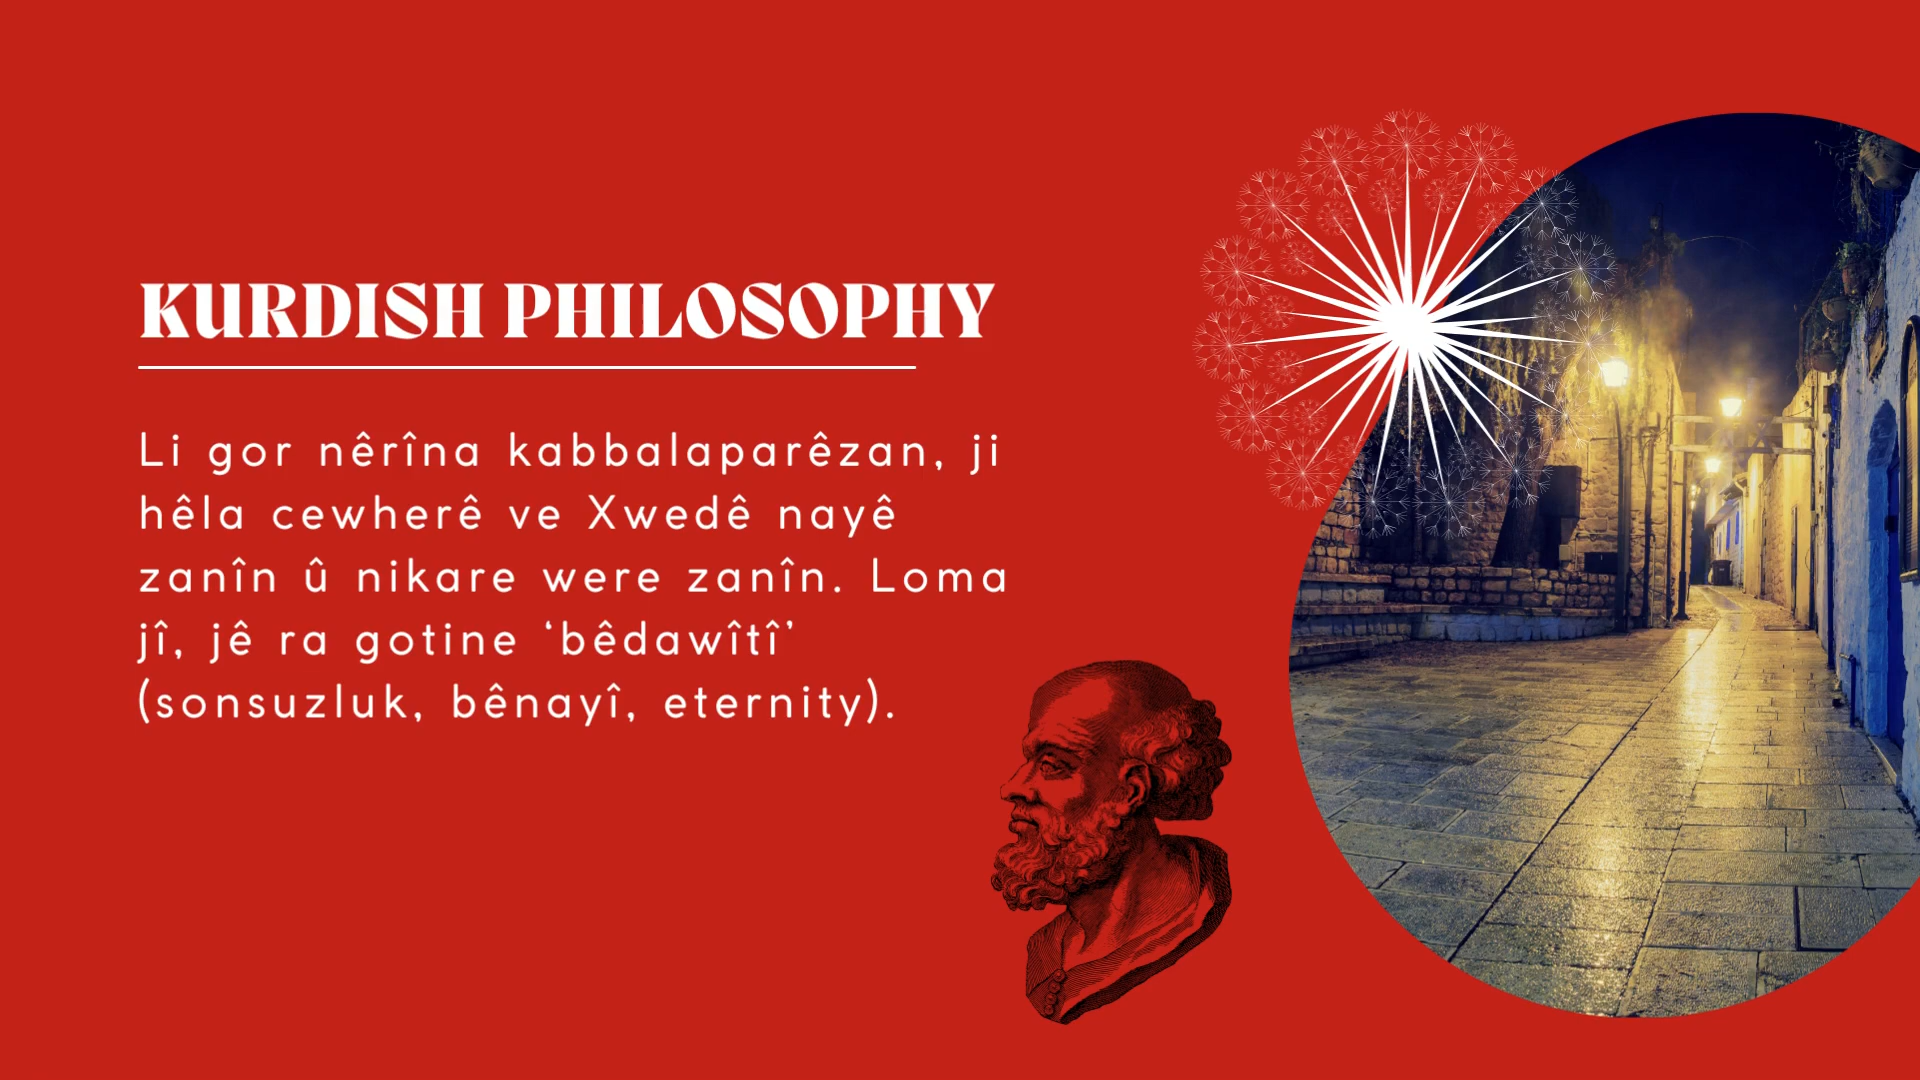 KURDISH PHILOSOPHY
Li gor nêrîna kabbalaparêzan, ji
hêla cewherê ve Xwedê nayê
zanîn û nikare were zanîn. Loma
jî, jê ra gotine ‘bêdawîtî’
(sonsuzluk, bênayî, eternity).